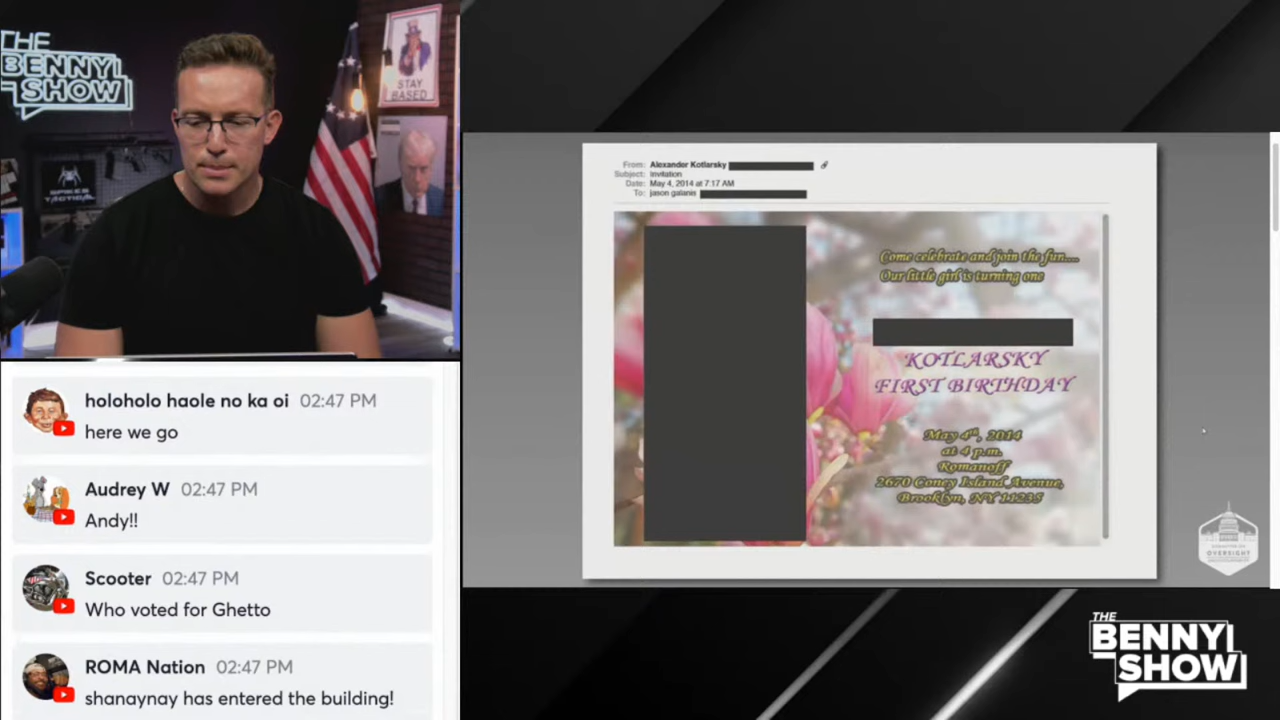 THE
BENNY
SHOW
STAY
BASED
SPIKE'S
TACTICAL
From: Alexander Kotlarsky
Subject: Invitation
Date: May 4, 2014 at 7:17 AM
To: jason galanis
Come celebrate and join the fun....
Our little girl is turning one
KOTLARSKY
FIRST BIRTHDAY
May 4th, 2014
at 4 p.m.
Romanoff
2670 Coney Island Avenue,
Brooklyn, NY 11235
OVERSIGHT
holoholo haole no ka oi 02:47 PM
here we go
Audrey W 02:47 PM
Andy!!
Scooter 02:47 PM
Who voted for Ghetto
ROMA Nation 02:47 PM
shanaynay has entered the building!
THE
BENNY
SHOW